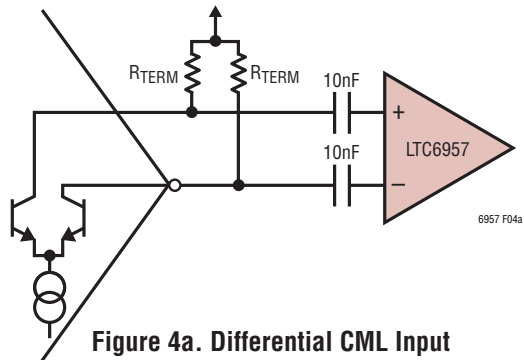 RTERM RTERM
10nF
10nF
+
LTC6957
−
6957 F04a
Figure 4a. Differential CML Input